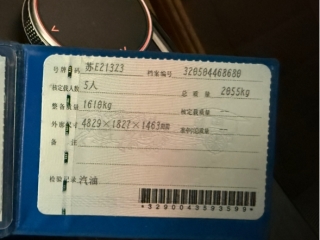 号牌号码 苏E213Z3 档案编号 320504468680
核定载人数 5人 总质量 2055kg
整备质量 1610kg 核定载质量 --
外廓尺寸 4829×1827×1463mm 准牵引总质量 --
备注
检验记录 汽油
*3290043593599*